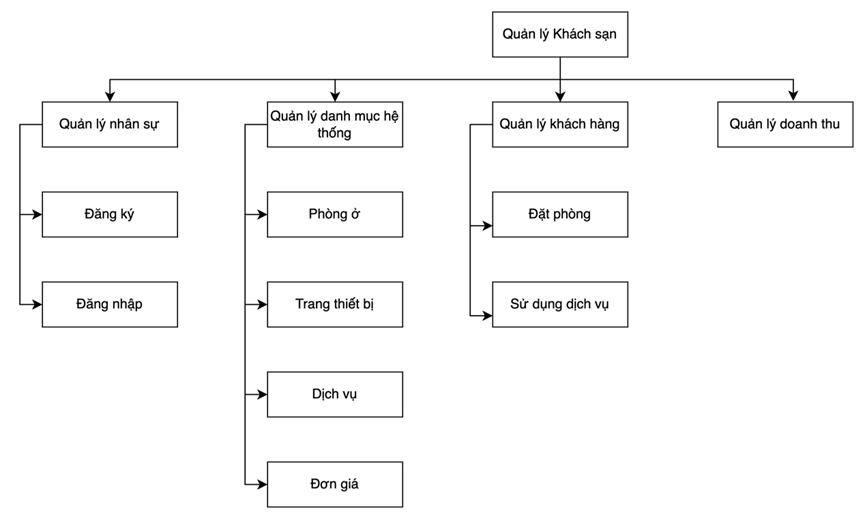 Quản lý Khách sạn
Quản lý nhân sự
Quản lý danh mục hệ
thống
Quản lý khách hàng
Quản lý doanh thu
Đăng ký
Phòng ở
Đặt phòng
Đăng nhập
Trang thiết bị
Sử dụng dịch vụ
Dịch vụ
Đơn giá